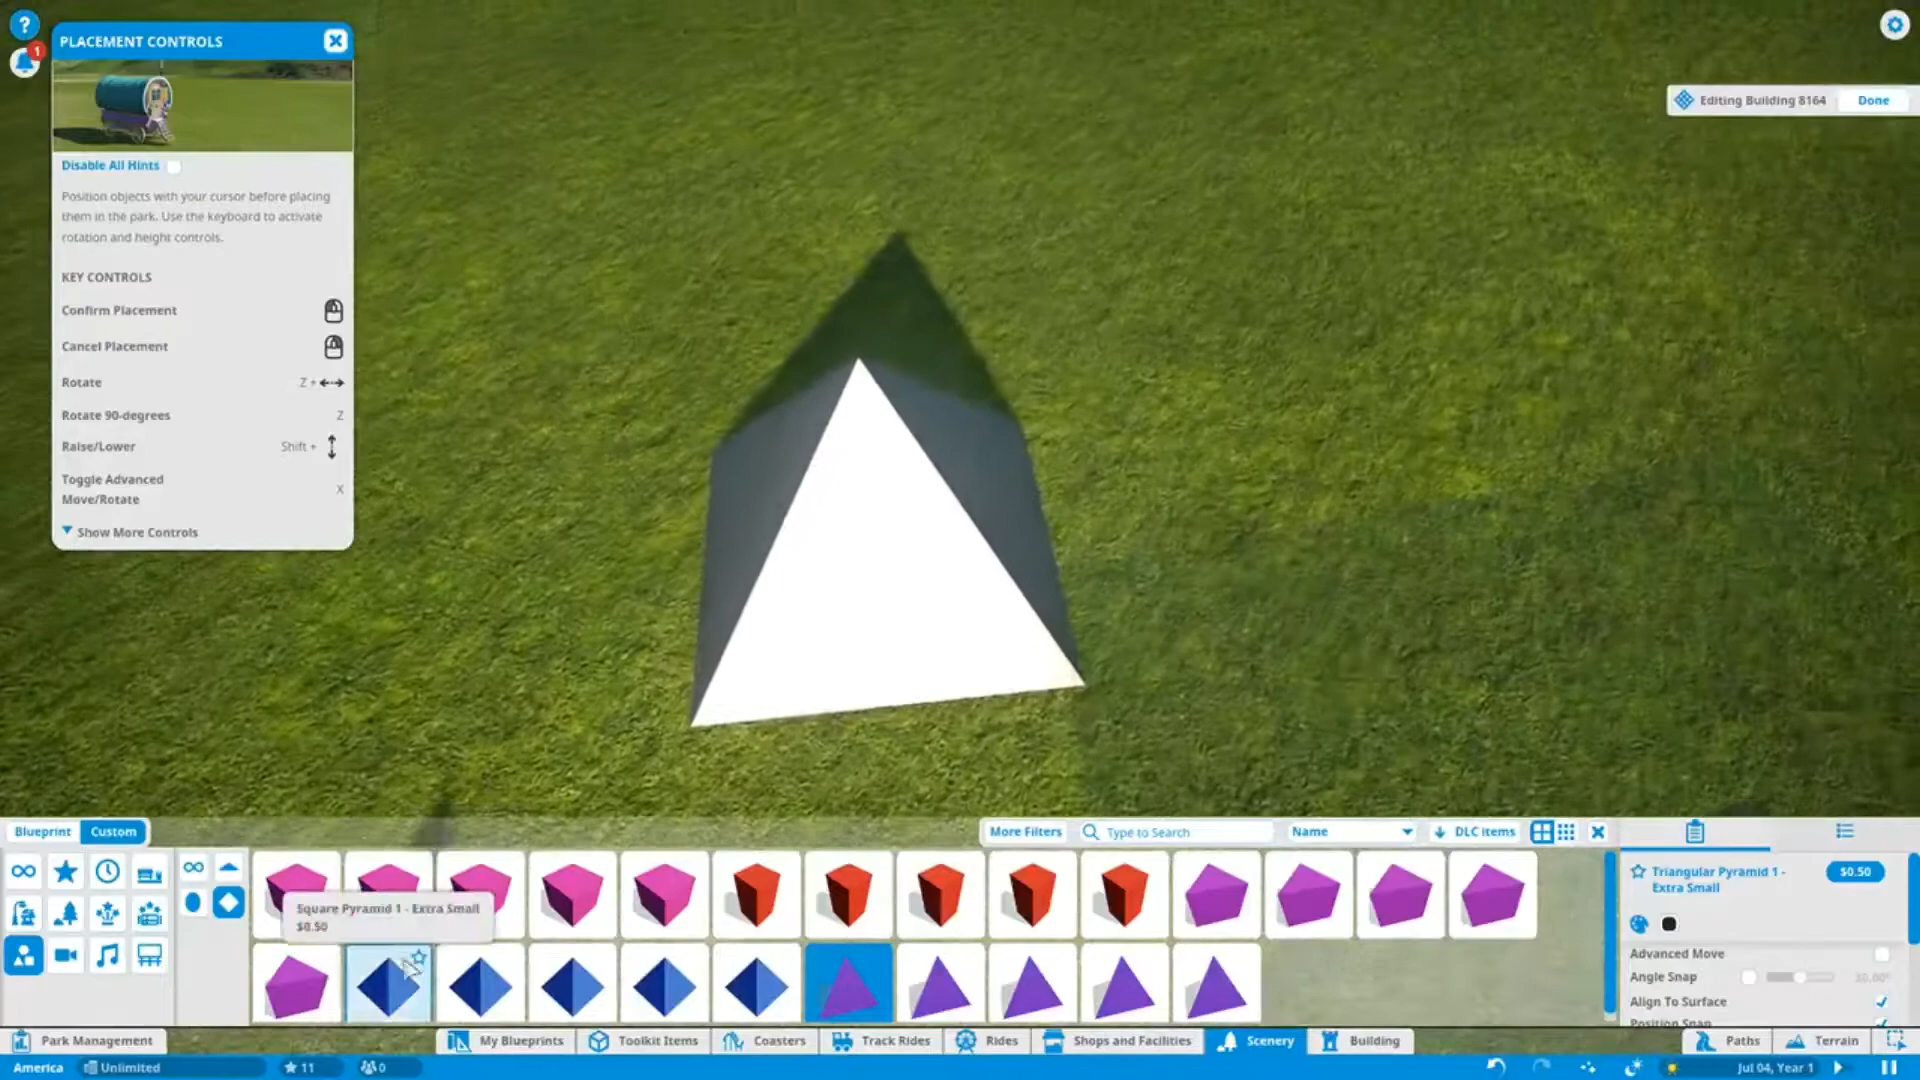 ?
1
PLACEMENT CONTROLS
Disable All Hints
Position objects with your cursor before placing
them in the park. Use the keyboard to activate
rotation and height controls.
KEY CONTROLS
Confirm Placement
Cancel Placement
Rotate Z +
Rotate 90-degrees Z
Raise/Lower Shift +
Toggle Advanced
Move/Rotate X
Show More Controls
Editing Building 8164 Done
Blueprint Custom
More Filters Type to Search Name DLC items
Square Pyramid 1 - Extra Small
$0.50
Triangular Pyramid 1 -
Extra Small
$0.50
Advanced Move
Angle Snap
Align To Surface
Position Snap
Park Management My Blueprints Toolkit Items Coasters Track Rides Rides Shops and Facilities Scenery Building Paths Terrain
America Unlimited 11 0 Jul 04, Year 1